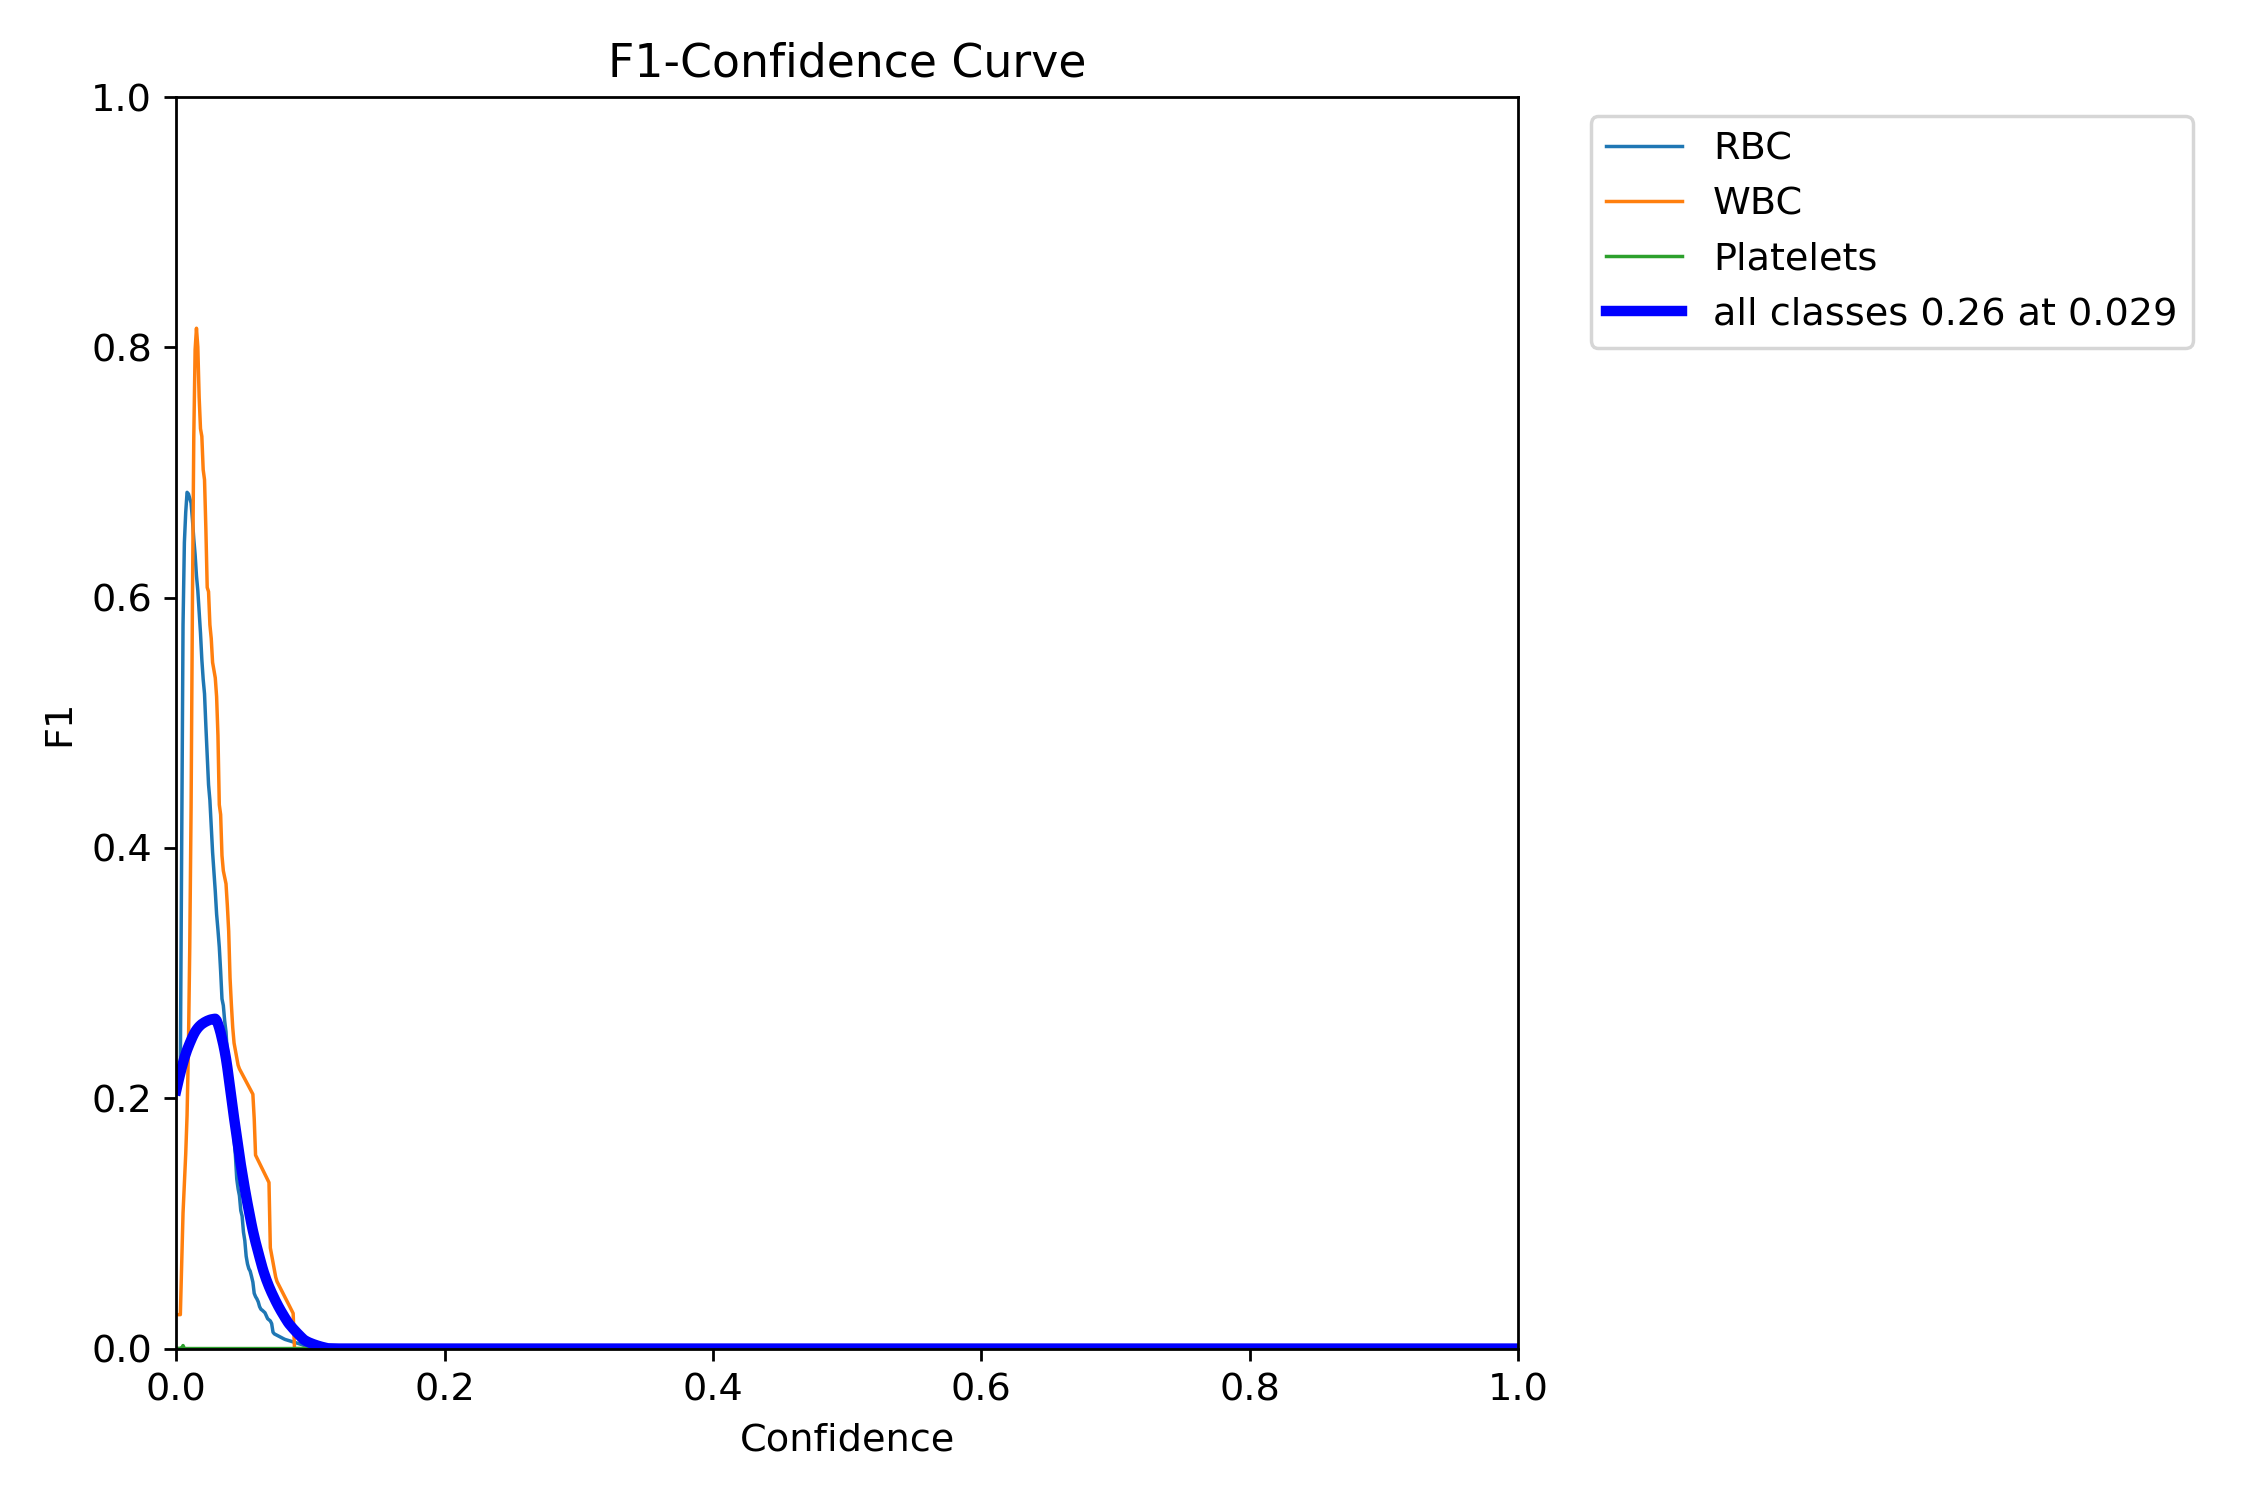 F1-Confidence Curve
1.0
0.8
0.6
0.4
0.2
0.0
F1
0.0 0.2 0.4 0.6 0.8 1.0
Confidence
RBC
WBC
Platelets
all classes 0.26 at 0.029